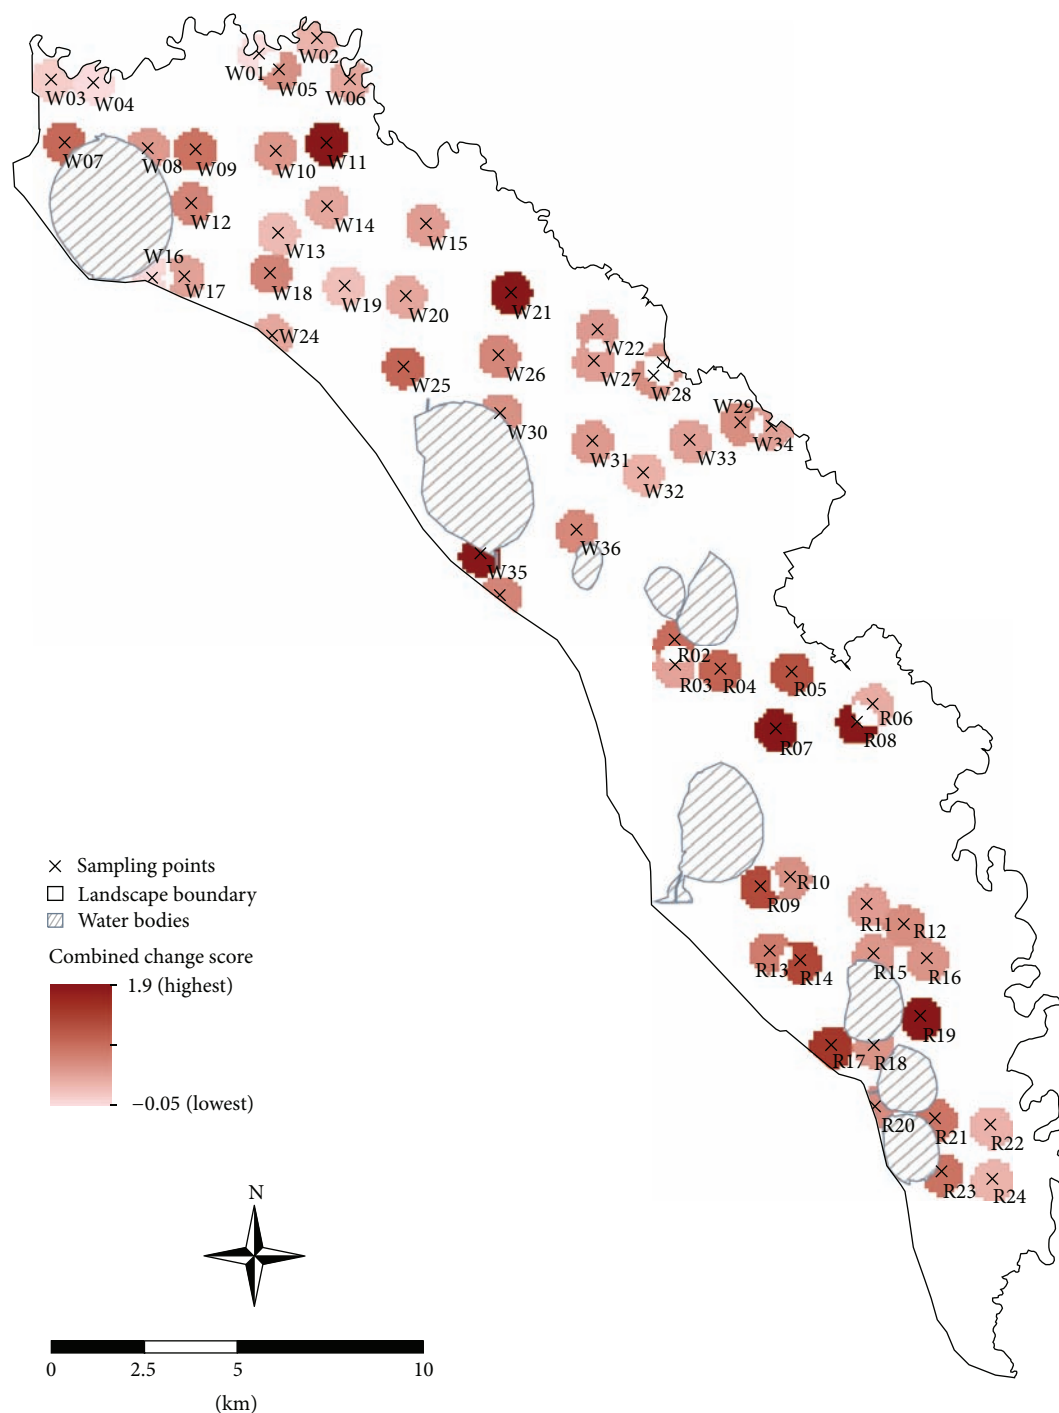 W02
W01
W05
W03
W04
W06
W07
W08
W09
W10
W11
W12
W14
W13
W15
W16
W17
W18
W19
W20
W21
W24
W22
W25
W26
W27
W28
W29
W30
W31
W33
W34
W32
W36
W35
R02
R03
R04
R05
R06
R07
R08
R10
R09
R11
R12
R13
R14
R15
R16
R19
R17
R18
R20
R21
R22
R23
R24
Sampling points
Landscape boundary
Water bodies
Combined change score
1.9 (highest)
−0.05 (lowest)
N
0 2.5 5 10
(km)